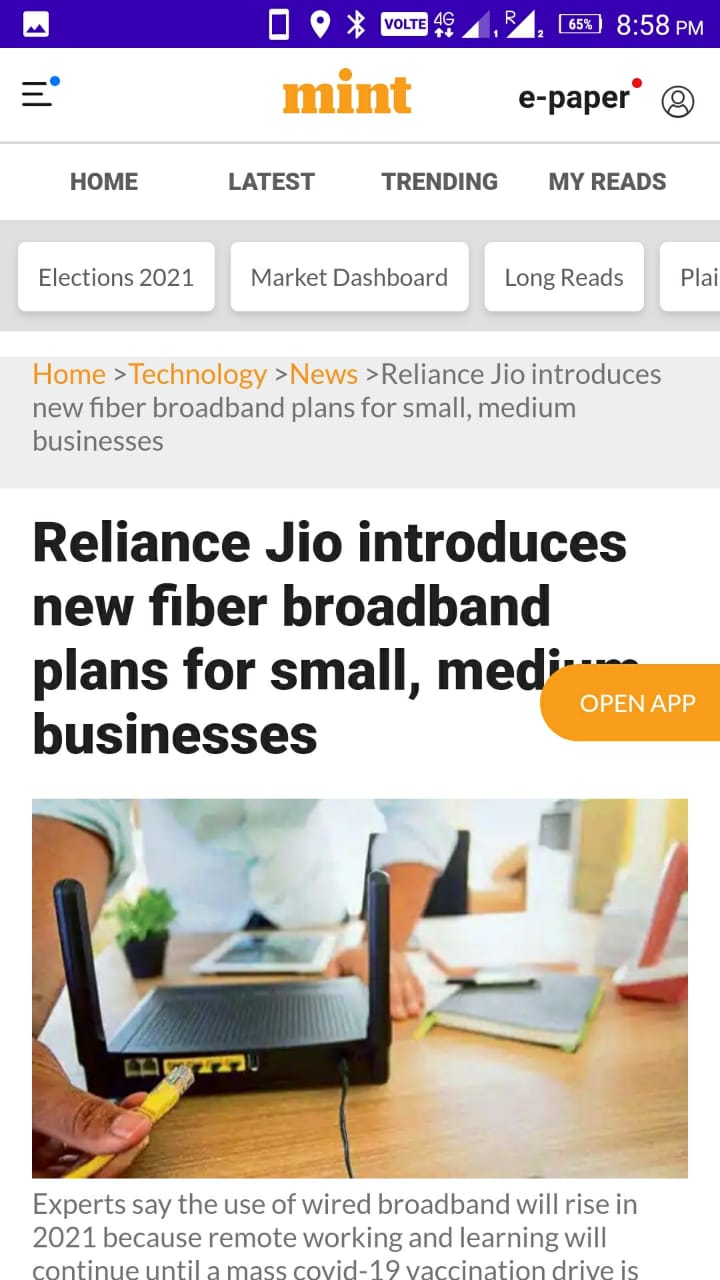 VOLTE 4G 1 R 2 65% 8:58 PM
mint e-paper
HOME LATEST TRENDING MY READS
Elections 2021 Market Dashboard Long Reads Plai
Home >Technology >News >Reliance Jio introduces
new fiber broadband plans for small, medium
businesses
Reliance Jio introduces
new fiber broadband
plans for small, medium
businesses
OPEN APP
Experts say the use of wired broadband will rise in
2021 because remote working and learning will
continue until a mass covid-19 vaccination drive is